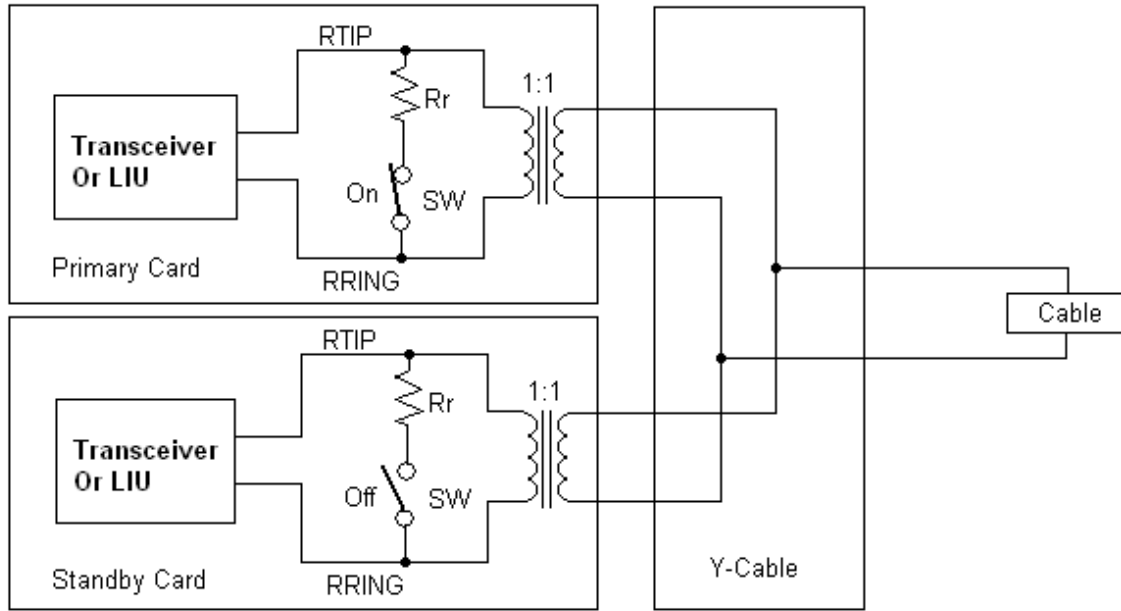 RTIP
1:1
Rr
Transceiver
Or LIU
On
SW
Primary Card
RRING
Cable
RTIP
1:1
Rr
Transceiver
Or LIU
Off
SW
Y-Cable
Standby Card
RRING